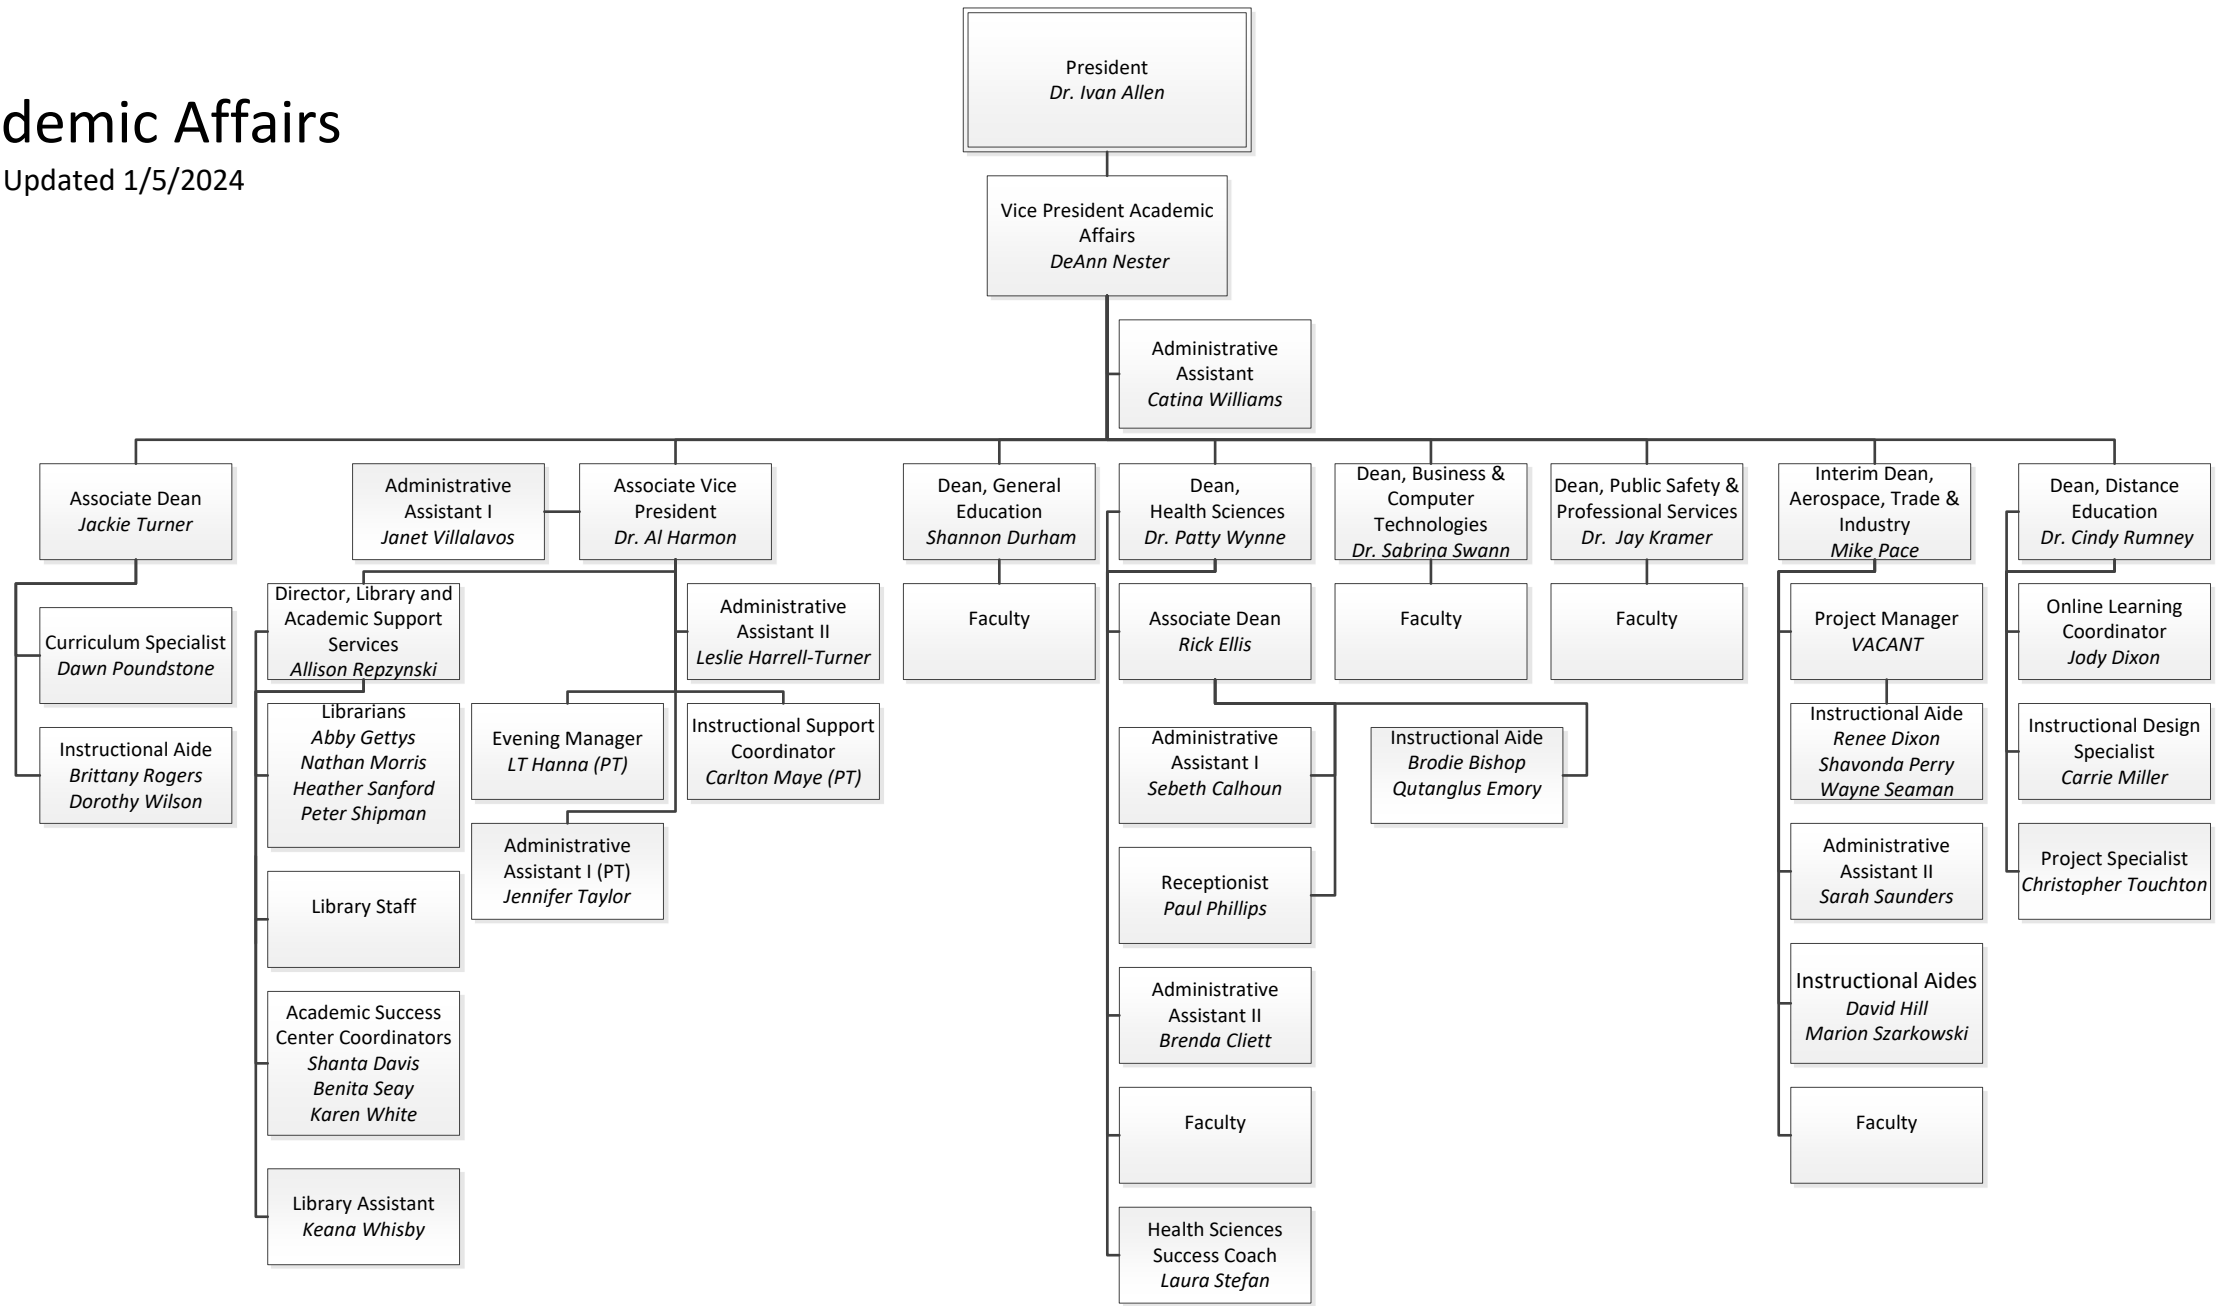 demic Affairs
Updated 1/5/2024
President
Dr. Ivan Allen
Vice President Academic
Affairs
DeAnn Nester
Administrative
Assistant
Catina Williams
Associate Dean
Jackie Turner
Administrative
Assistant I
Janet Villalavos
Associate Vice
President
Dr. Al Harmon
Dean, General
Education
Shannon Durham
Dean,
Health Sciences
Dr. Patty Wynne
Dean, Business &
Computer
Technologies
Dr. Sabrina Swann
Dean, Public Safety &
Professional Services
Dr.  Jay Kramer
Interim Dean,
Aerospace, Trade &
Industry
Mike Pace
Dean, Distance
Education
Dr. Cindy Rumney
Curriculum Specialist
Dawn Poundstone
Instructional Aide
Brittany Rogers
Dorothy Wilson
Director, Library and
Academic Support
Services
Allison Repzynski
Librarians
Abby Gettys
Nathan Morris
Heather Sanford
Peter Shipman
Library Staff
Academic Success
Center Coordinators
Shanta Davis
Benita Seay
Karen White
Library Assistant
Keana Whisby
Administrative
Assistant II
Leslie Harrell-Turner
Evening Manager
LT Hanna (PT)
Instructional Support
Coordinator
Carlton Maye (PT)
Administrative
Assistant I (PT)
Jennifer Taylor
Faculty
Associate Dean
Rick Ellis
Administrative
Assistant I
Sebeth Calhoun
Instructional Aide
Brodie Bishop
Qutanglus Emory
Receptionist
Paul Phillips
Administrative
Assistant II
Brenda Cliett
Faculty
Health Sciences
Success Coach
Laura Stefan
Faculty
Faculty
Project Manager
VACANT
Instructional Aide
Renee Dixon
Shavonda Perry
Wayne Seaman
Administrative
Assistant II
Sarah Saunders
Instructional Aides
David Hill
Marion Szarkowski
Faculty
Online Learning
Coordinator
Jody Dixon
Instructional Design
Specialist
Carrie Miller
Project Specialist
Christopher Touchton